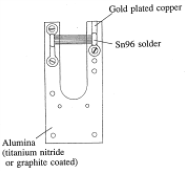 Gold plated copper
Sn96 solder
Alumina
(titanium nitride
or graphite coated)